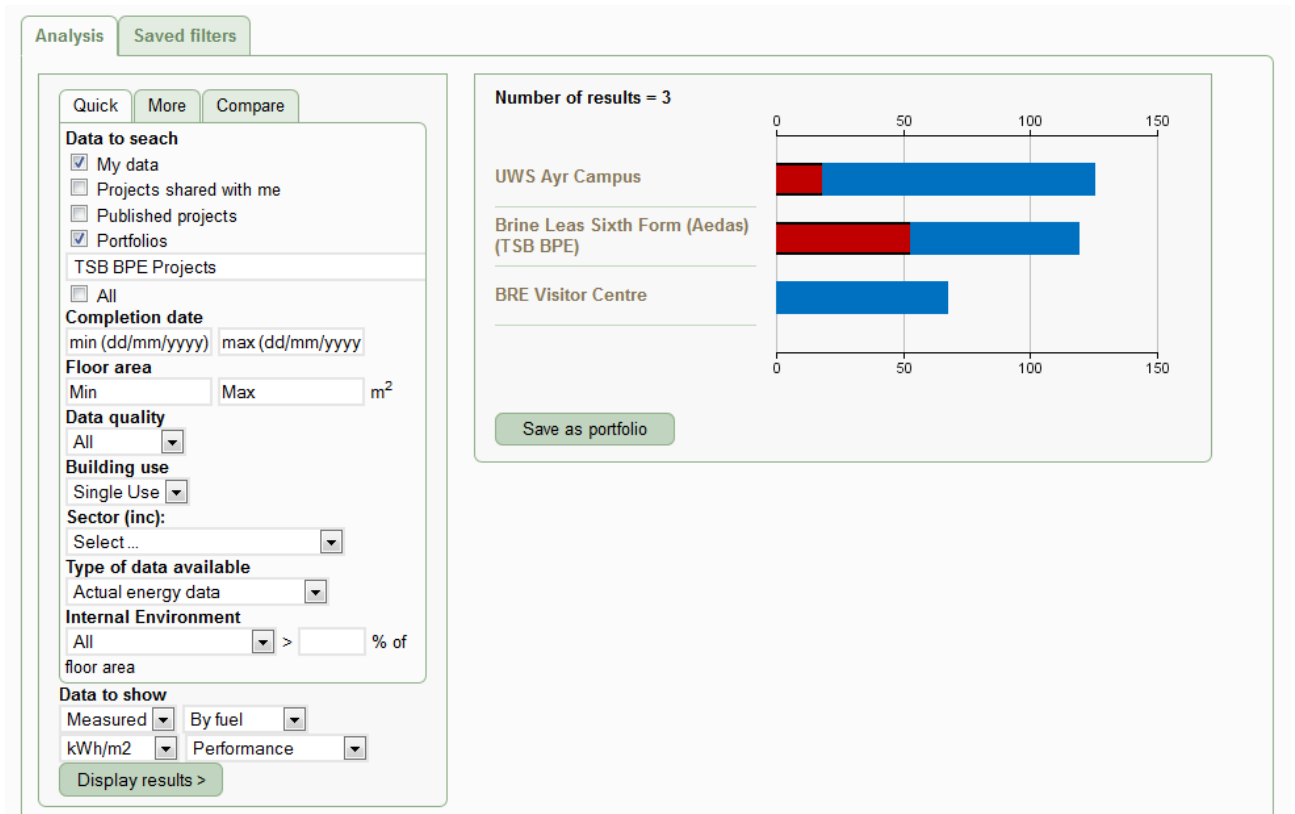 Analysis
Saved filters
Quick
More
Compare
Data to seach
My data
Projects shared with me
Published projects
Portfolios
TSB BPE Projects
All
Completion date
min (dd/mm/yyyy) max (dd/mm/yyyy
Floor area
Min Max m²
Data quality
All
Building use
Single Use
Sector (inc):
Select ...
Type of data available
Actual energy data
Internal Environment
All > % of
floor area
Data to show
Measured By fuel
kWh/m2 Performance
Display results >
Number of results = 3
0 50 100 150
UWS Ayr Campus
Brine Leas Sixth Form (Aedas)
(TSB BPE)
BRE Visitor Centre
0 50 100 150
Save as portfolio